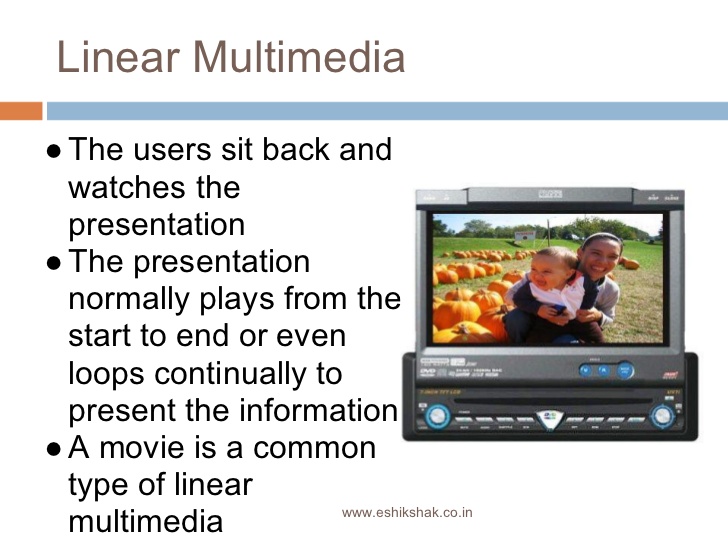 Linear Multimedia
● The users sit back and
watches the
presentation
● The presentation
normally plays from the
start to end or even
loops continually to
present the information
● A movie is a common
type of linear
multimedia
www.eshikshak.co.in